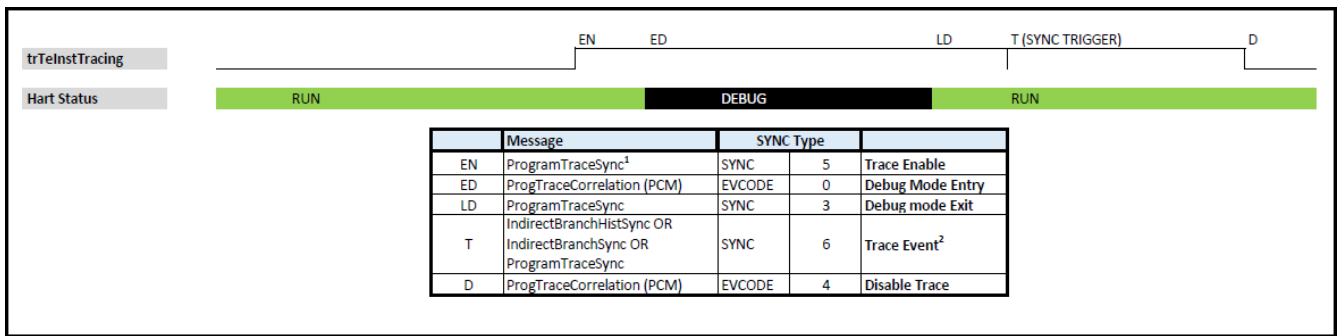 EN ED LD T (SYNC TRIGGER) D
trTeInstTracing
Hart Status RUN DEBUG RUN
Message SYNC Type
EN ProgramTraceSync¹ SYNC 5 Trace Enable
ED ProgTraceCorrelation (PCM) EVCODE 0 Debug Mode Entry
LD ProgramTraceSync SYNC 3 Debug mode Exit
IndirectBranchHistSync OR
T IndirectBranchSync OR SYNC 6 Trace Event²
ProgramTraceSync
D ProgTraceCorrelation (PCM) EVCODE 4 Disable Trace